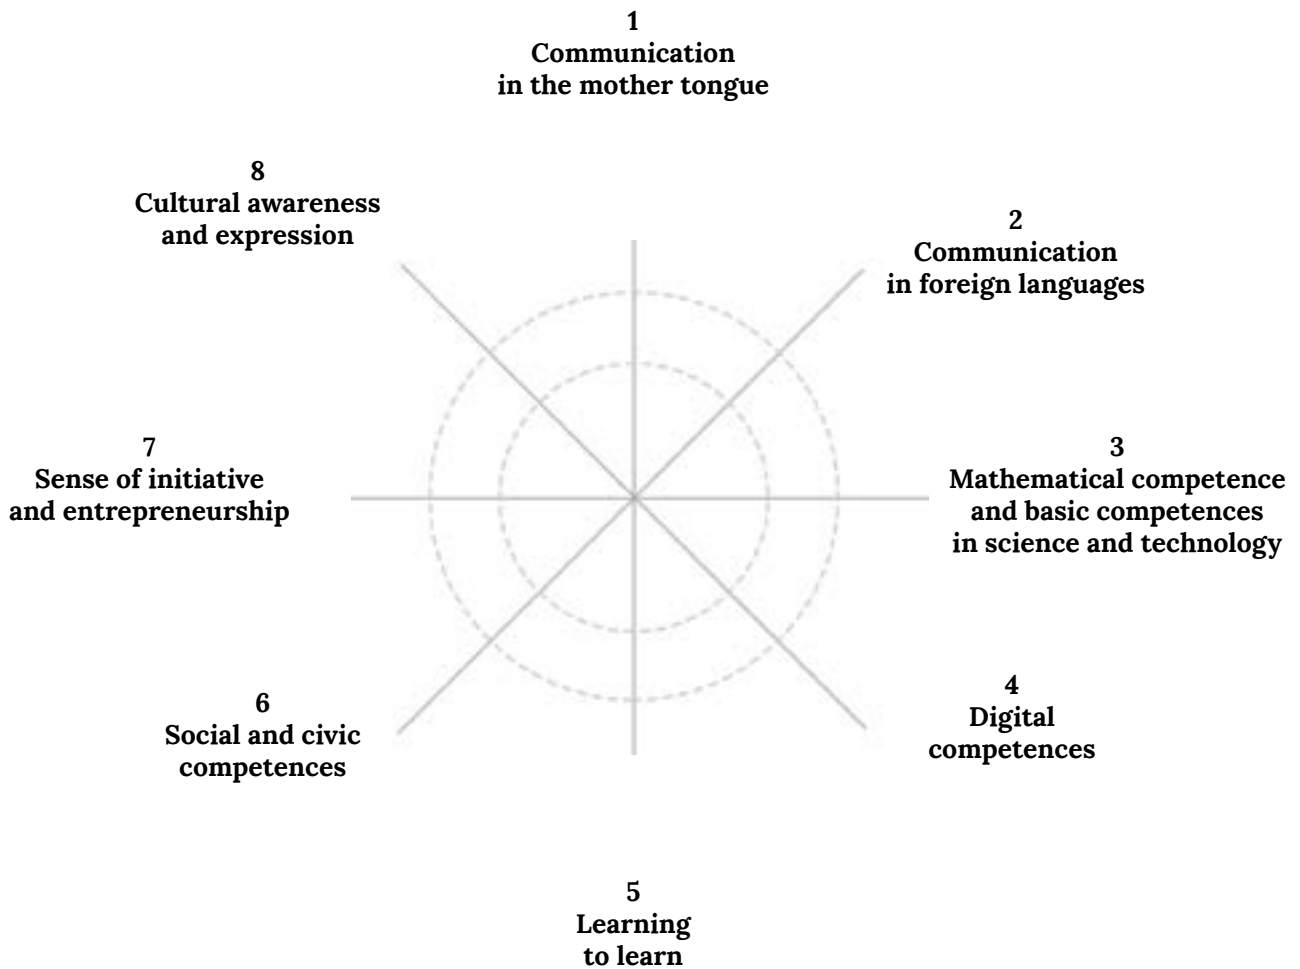 1
Communication
in the mother tongue
8
Cultural awareness
and expression
2
Communication
in foreign languages
7
Sense of initiative
and entrepreneurship
3
Mathematical competence
and basic competences
in science and technology
6
Social and civic
competences
4
Digital
competences
5
Learning
to learn